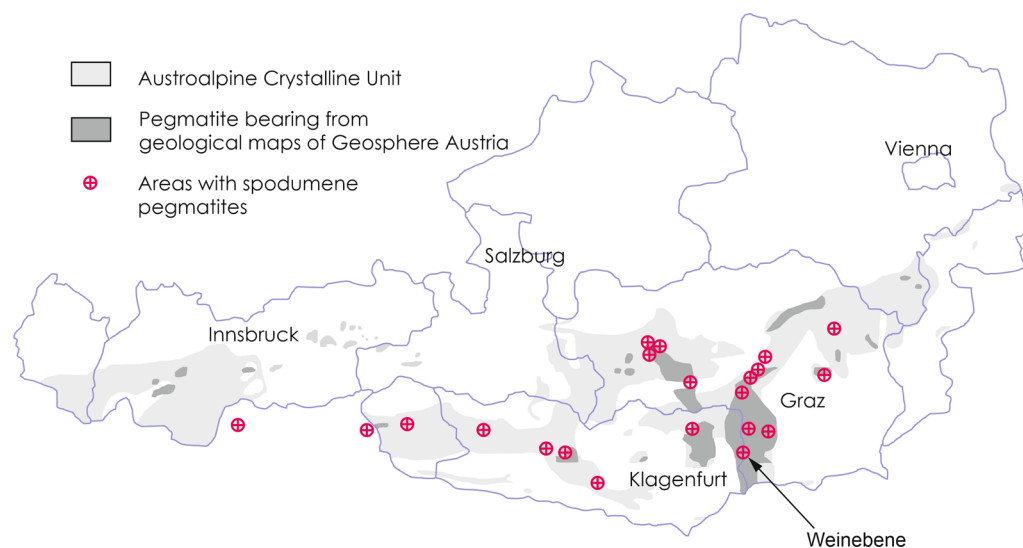 Austroalpine Crystalline Unit
Pegmatite bearing from
geological maps of Geosphere Austria
Areas with spodumene
pegmatites
Vienna
Salzburg
Innsbruck
Graz
Klagenfurt
Weinebene